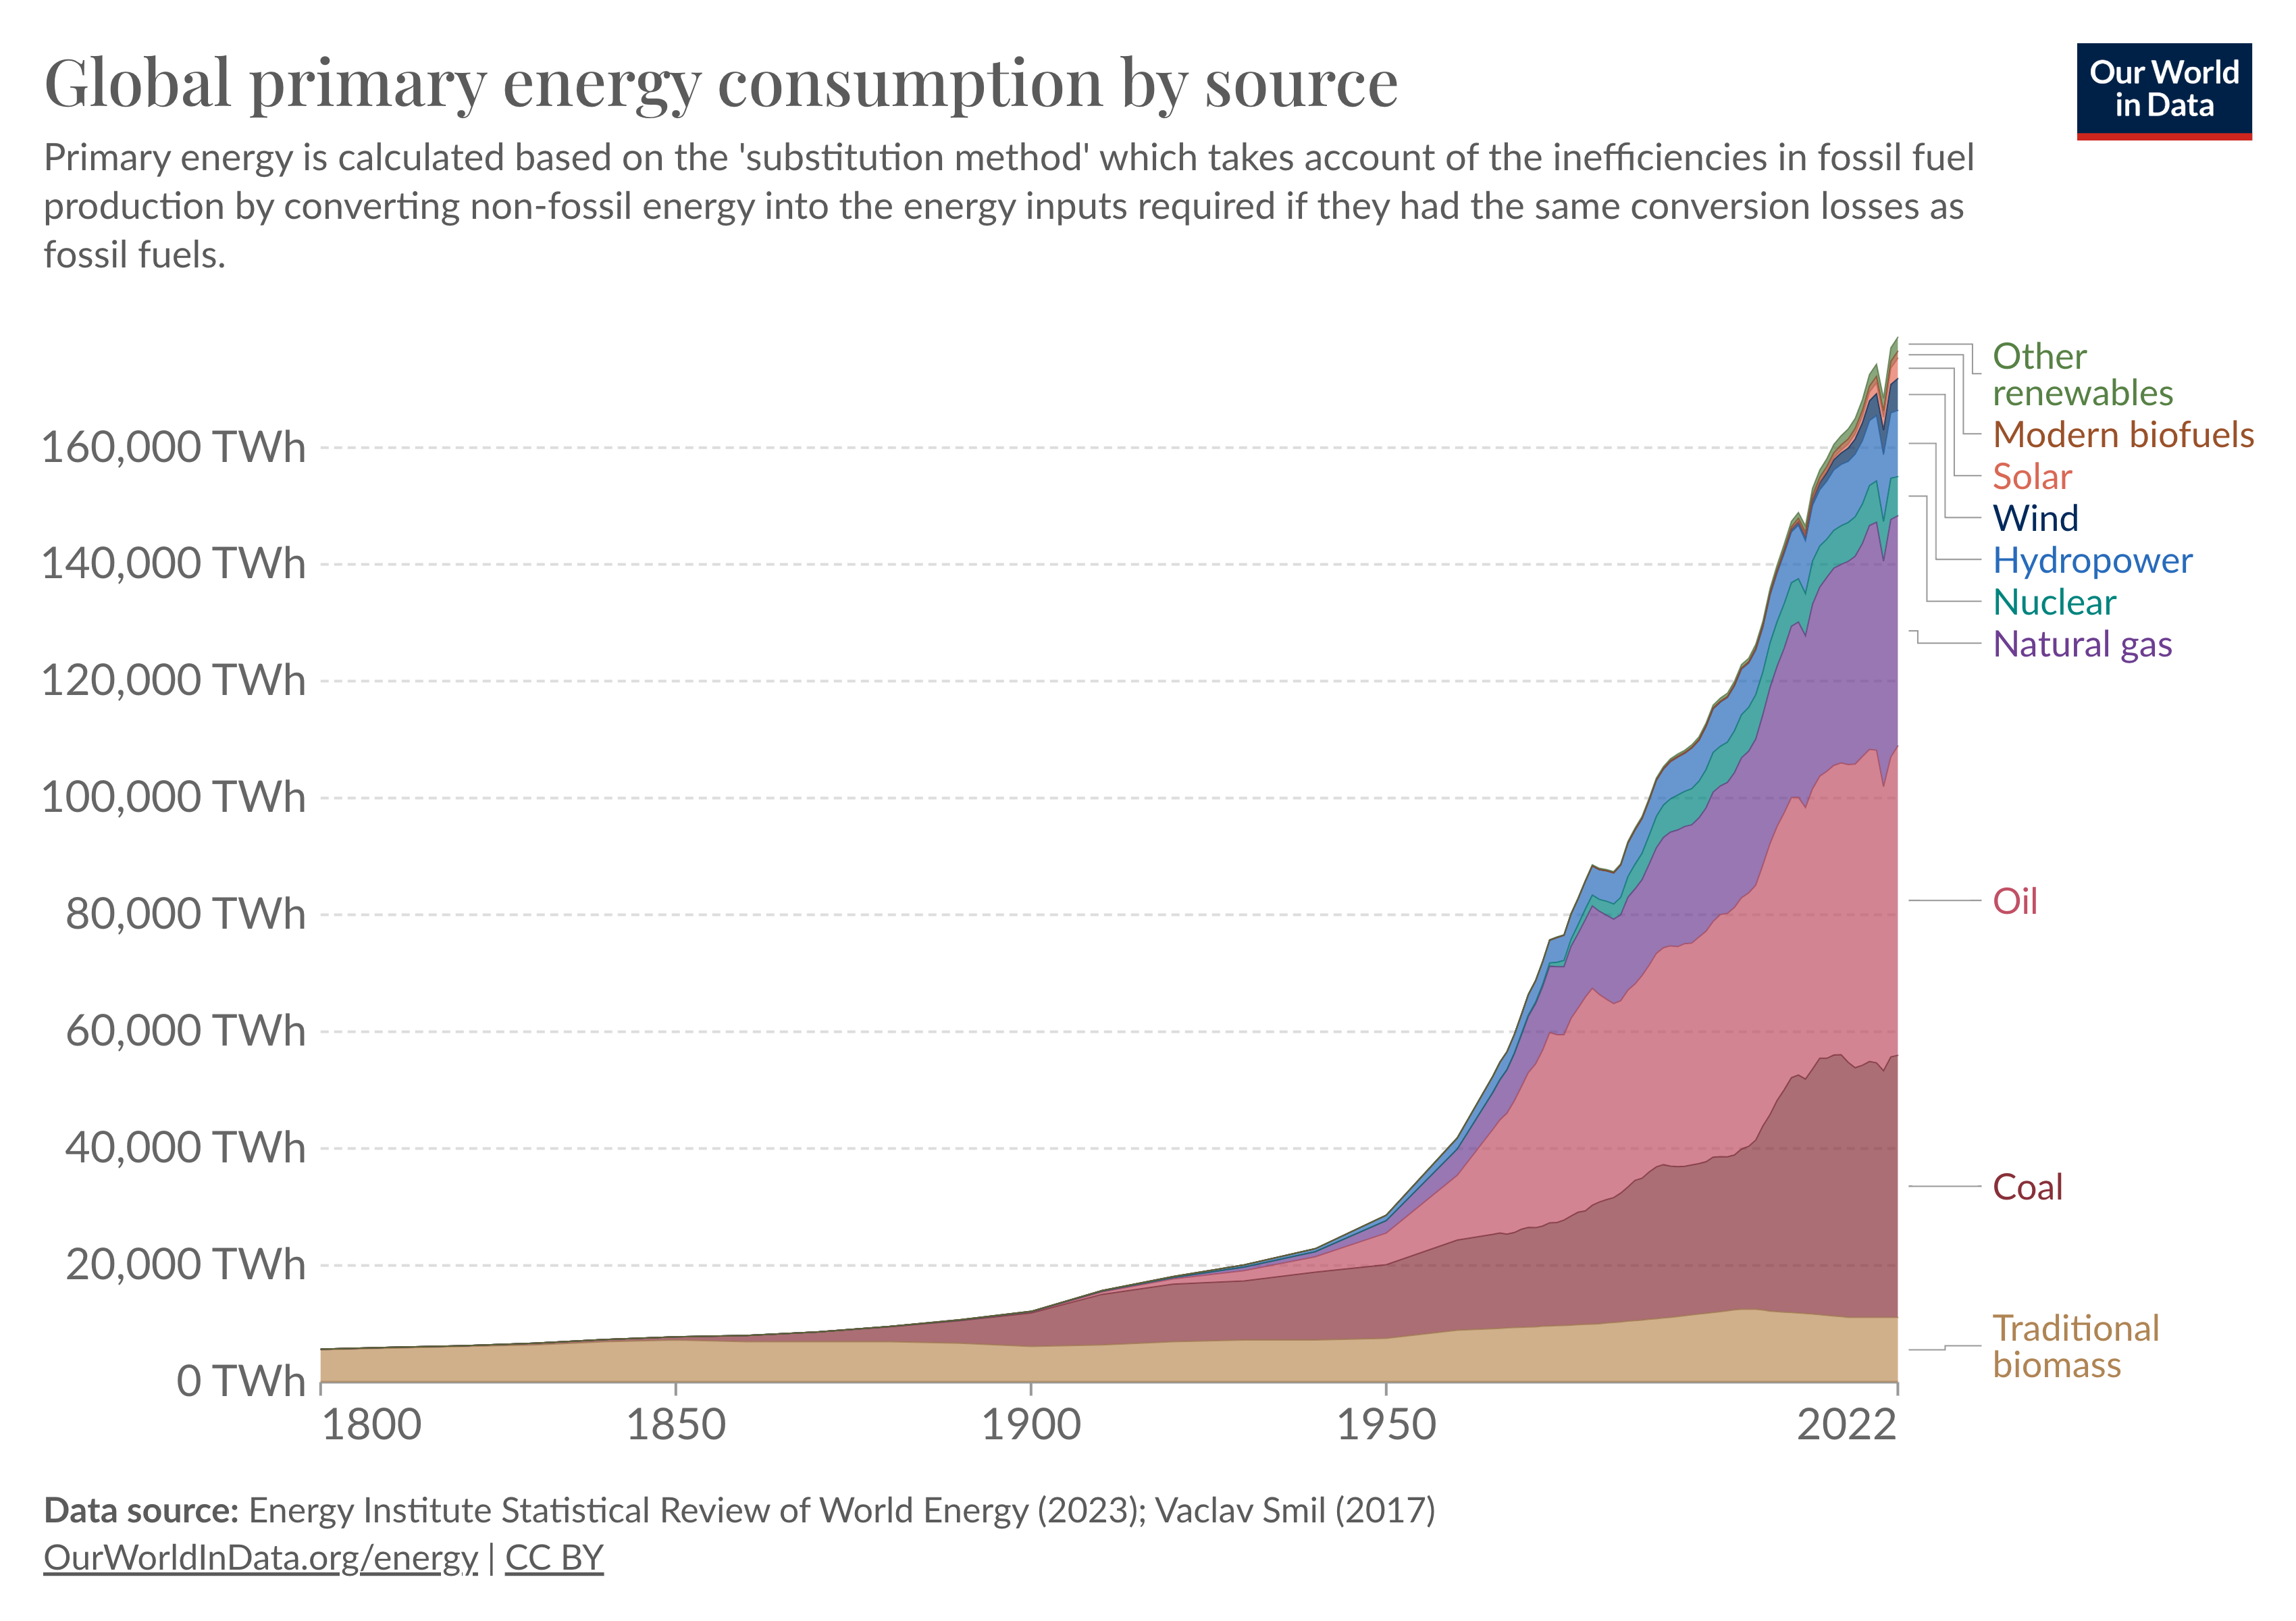 Global primary energy consumption by source
Our World
in Data
Primary energy is calculated based on the 'substitution method' which takes account of the inefficiencies in fossil fuel
production by converting non-fossil energy into the energy inputs required if they had the same conversion losses as
fossil fuels.
160,000 TWh
140,000 TWh
120,000 TWh
100,000 TWh
80,000 TWh
60,000 TWh
40,000 TWh
20,000 TWh
0 TWh
1800
1850
1900
1950
2022
Other
renewables
Modern biofuels
Solar
Wind
Hydropower
Nuclear
Natural gas
Oil
Coal
Traditional
biomass
Data source: Energy Institute Statistical Review of World Energy (2023); Vaclav Smil (2017)
OurWorldInData.org/energy | CC BY